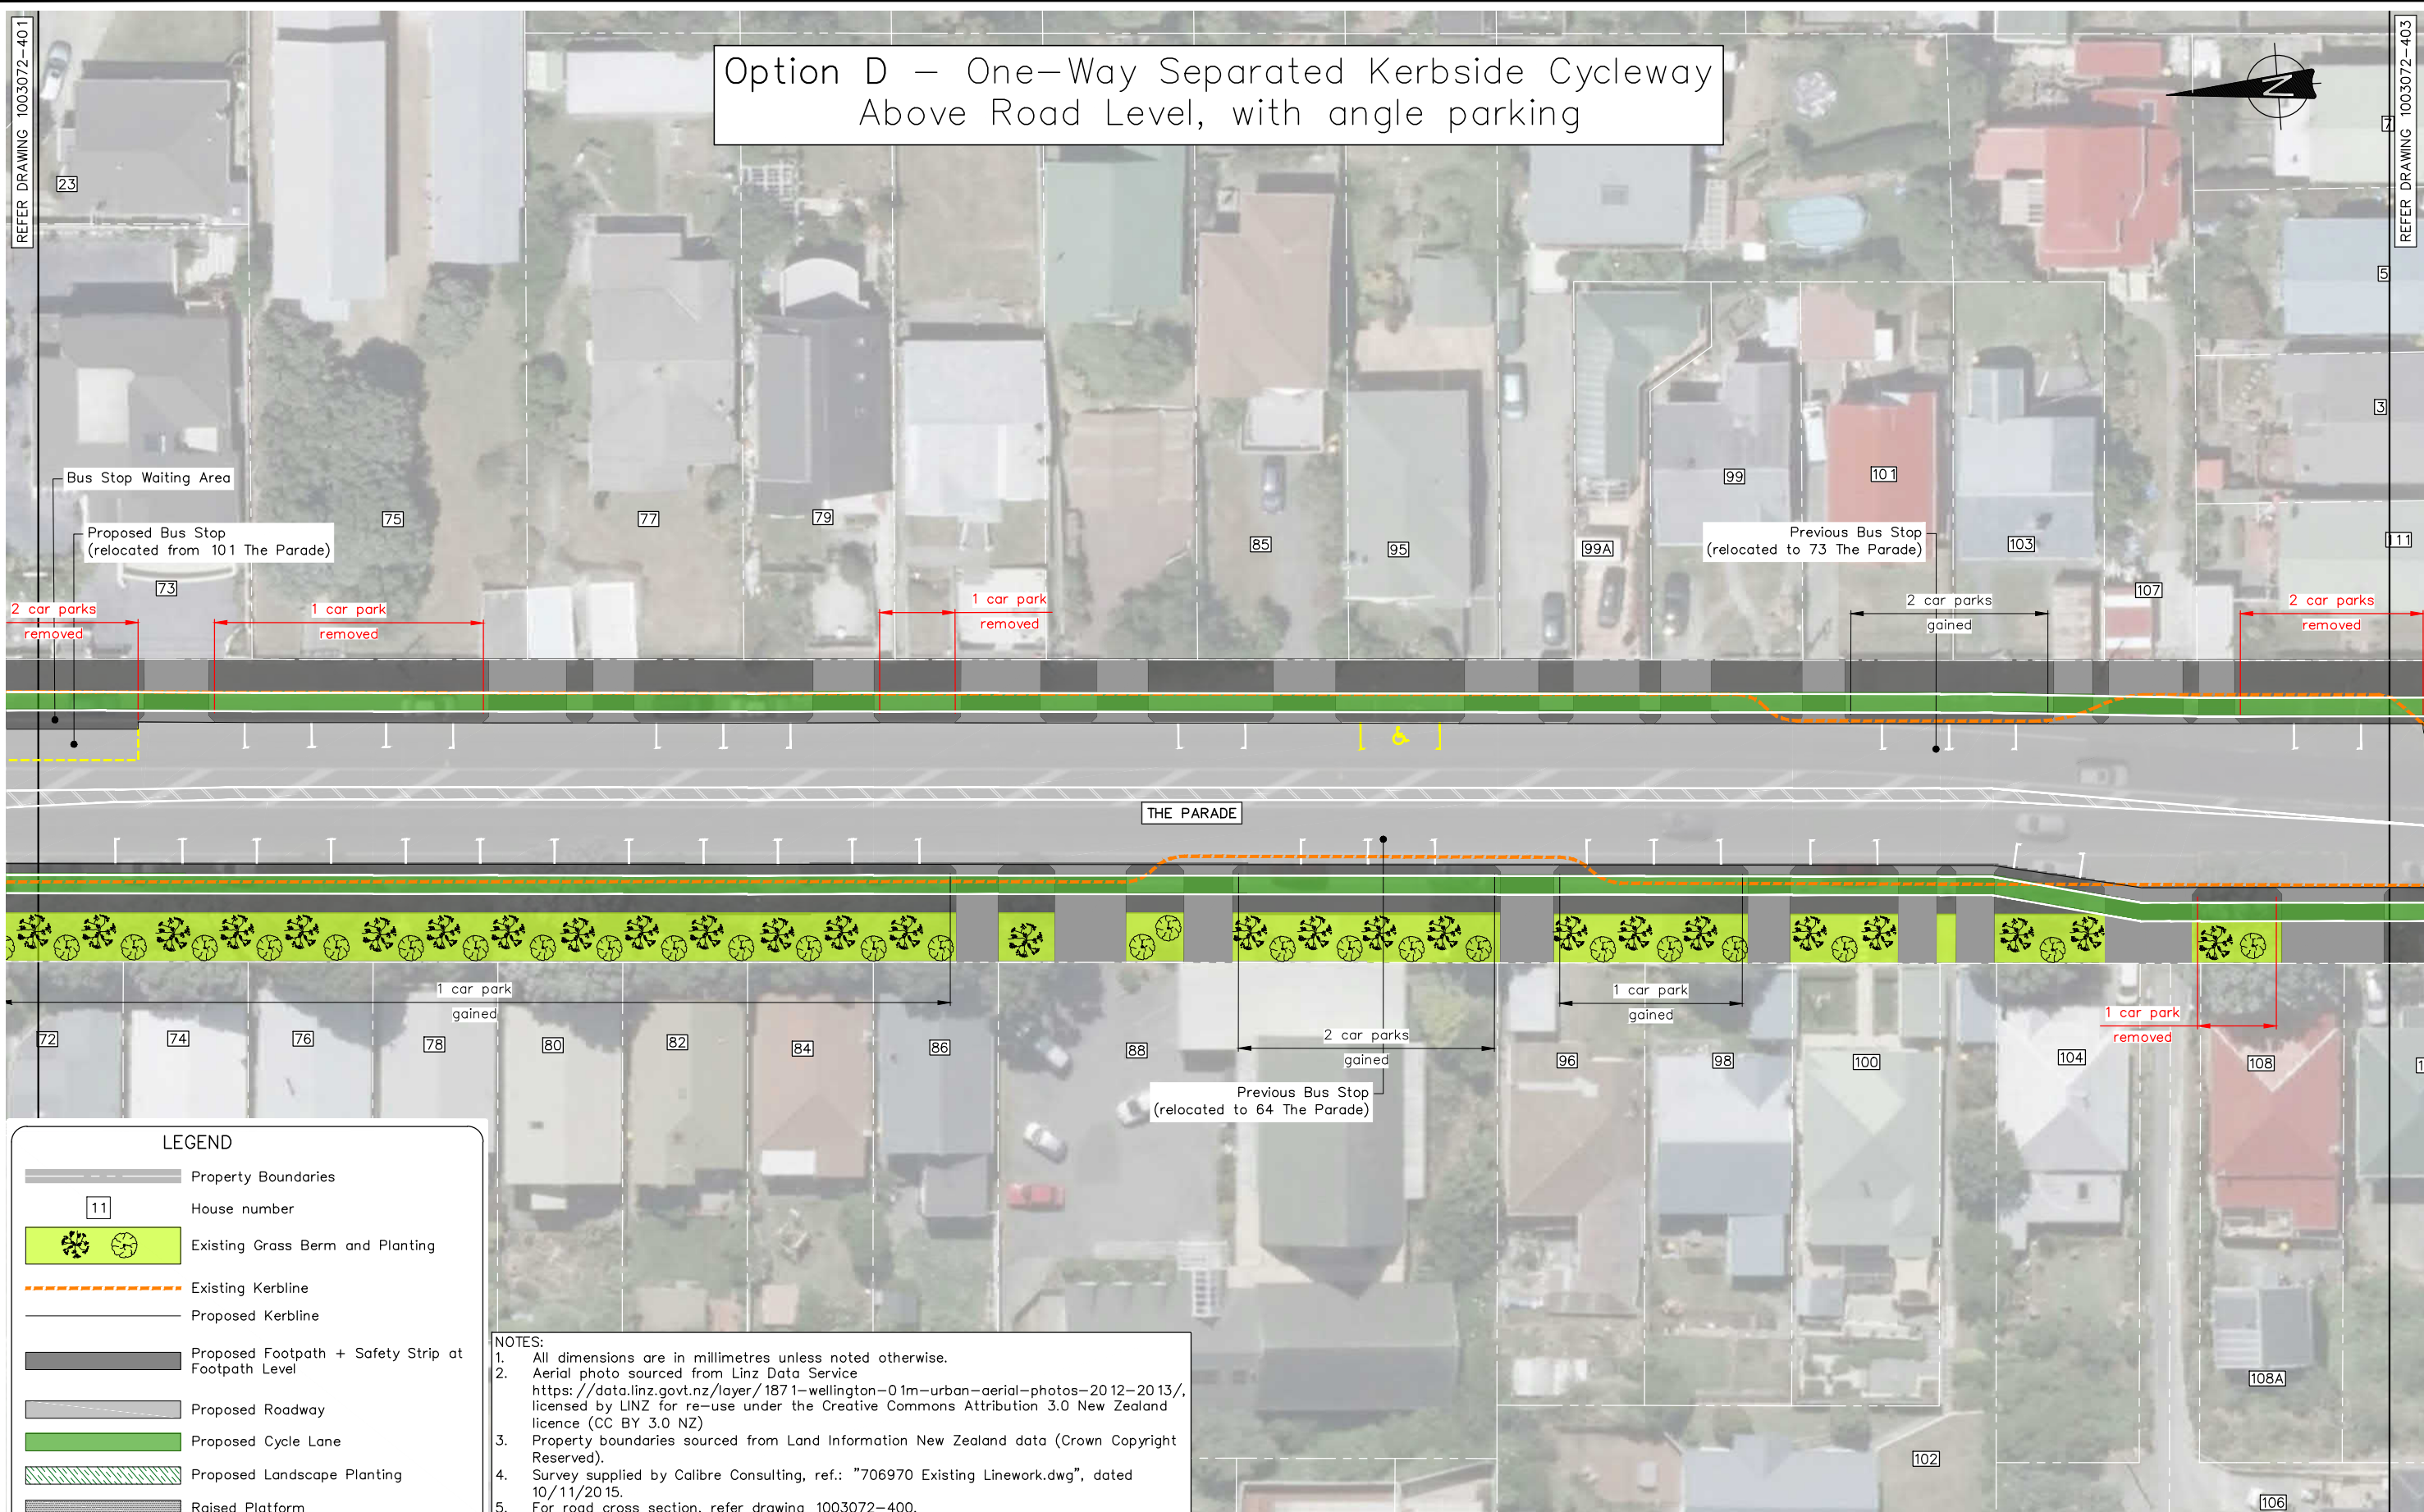 REFER DRAWING 1003072-401
Option D – One-Way Separated Kerbside Cycleway
Above Road Level, with angle parking
N
REFER DRAWING 1003072-403
23
7
5
3
Bus Stop Waiting Area
Proposed Bus Stop
(relocated from 101 The Parade)
73
75
77
79
85
95
99A
99
101
Previous Bus Stop
(relocated to 73 The Parade)
103
107
111
2 car parks
removed
1 car park
removed
1 car park
removed
2 car parks
gained
2 car parks
removed
THE PARADE
1 car park
gained
2 car parks
gained
1 car park
gained
1 car park
removed
72
74
76
78
80
82
84
86
88
96
98
100
104
108
Previous Bus Stop
(relocated to 64 The Parade)
108A
102
106
LEGEND
Property Boundaries
11
House number
Existing Grass Berm and Planting
Existing Kerbline
Proposed Kerbline
Proposed Footpath + Safety Strip at
Footpath Level
Proposed Roadway
Proposed Cycle Lane
Proposed Landscape Planting
Raised Platform
NOTES:
1. All dimensions are in millimetres unless noted otherwise.
2. Aerial photo sourced from Linz Data Service
https://data.linz.govt.nz/layer/1871-wellington-01m-urban-aerial-photos-2012-2013/,
licensed by LINZ for re-use under the Creative Commons Attribution 3.0 New Zealand
licence (CC BY 3.0 NZ)
3. Property boundaries sourced from Land Information New Zealand data (Crown Copyright
Reserved).
4. Survey supplied by Calibre Consulting, ref.: "706970 Existing Linework.dwg", dated
10/11/2015.
5. For road cross section, refer drawing 1003072-400.